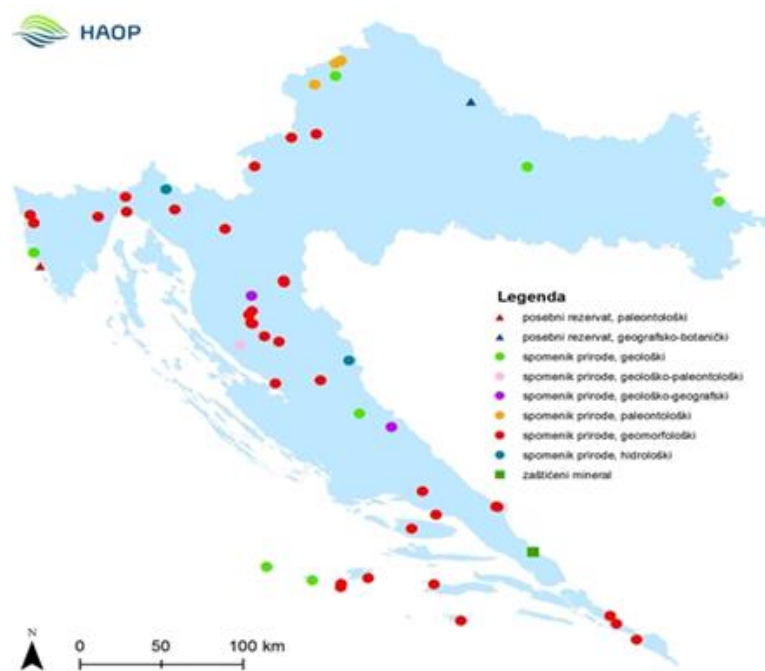 HAOP
Legenda
posebni rezervat, paleontološki
posebni rezervat, geografsko-botanički
spomenik prirode, geološki
spomenik prirode, geološko-paleontološki
spomenik prirode, geološko-geografski
spomenik prirode, paleontološki
spomenik prirode, geomorfološki
spomenik prirode, hidrološki
zaštićeni mineral
N
0 50 100 km